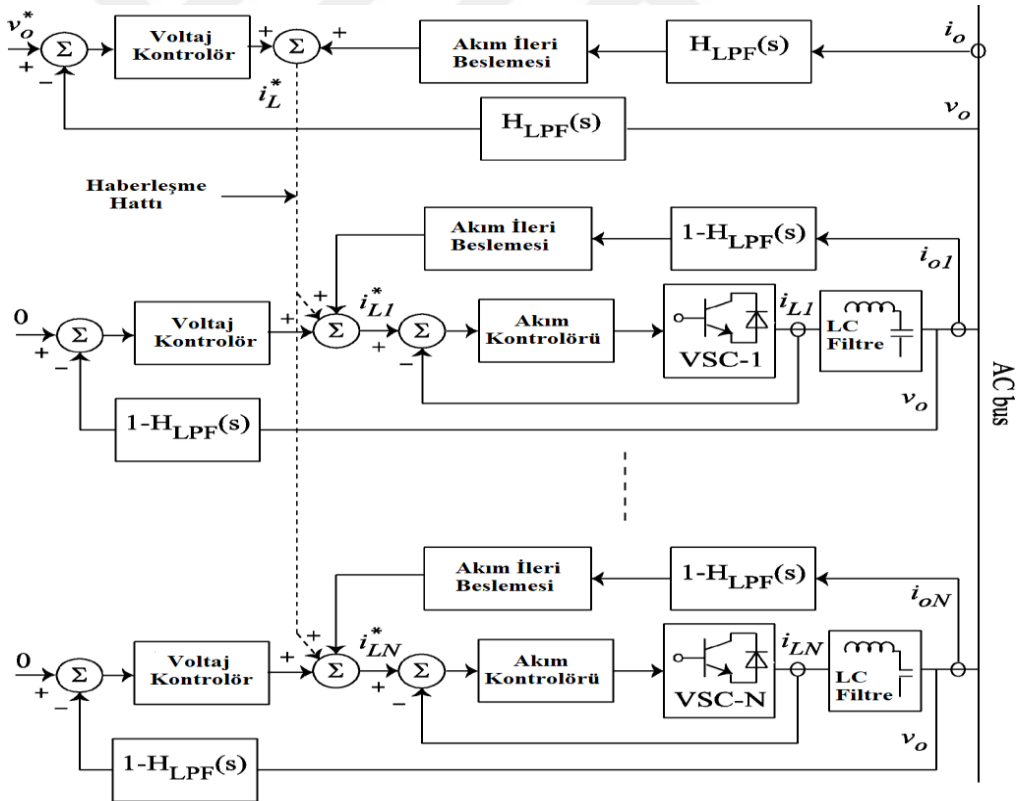 v_o^*
+
−
Σ
Voltaj
Kontrolör
+
Σ
+
i_L^*
Akım İleri
Beslemesi
H_LPF(s)
i_o
H_LPF(s)
v_o
Haberleşme
Hattı
Akım İleri
Beslemesi
1-H_LPF(s)
i_o1
0
+
−
Σ
Voltaj
Kontrolör
+
+
Σ
i_L1^*
+
−
Σ
Akım
Kontrolörü
VSC-1
i_L1
LC
Filtre
v_o
1-H_LPF(s)
AC bus
Akım İleri
Beslemesi
1-H_LPF(s)
i_oN
0
+
−
Σ
Voltaj
Kontrolör
+
+
Σ
i_LN^*
+
−
Σ
Akım
Kontrolörü
VSC-N
i_LN
LC
Filtre
v_o
1-H_LPF(s)